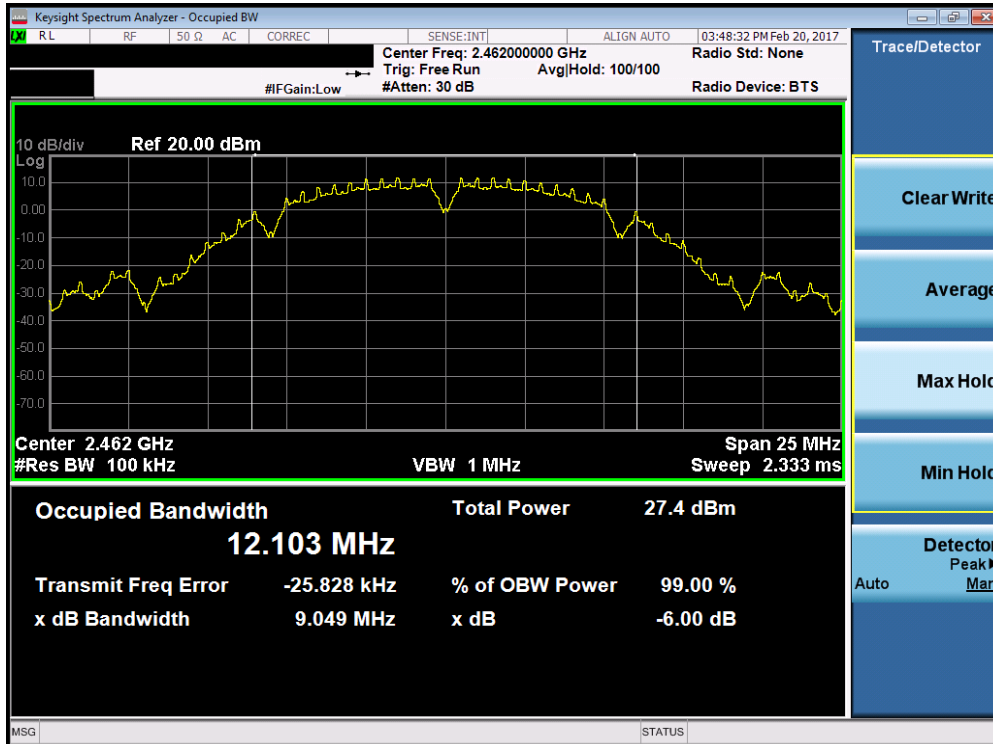 Keysight Spectrum Analyzer - Occupied BW
LXI RL RF 50 Ω AC CORREC SENSE:INT ALIGN AUTO 03:48:32 PM Feb 20, 2017
Center Freq: 2.462000000 GHz Radio Std: None
Trig: Free Run Avg|Hold: 100/100
#IFGain:Low #Atten: 30 dB Radio Device: BTS
10 dB/div Ref 20.00 dBm
Log
10.0
0.00
-10.0
-20.0
-30.0
-40.0
-50.0
-60.0
-70.0
Center 2.462 GHz Span 25 MHz
#Res BW 100 kHz VBW 1 MHz Sweep 2.333 ms
Occupied Bandwidth Total Power 27.4 dBm
12.103 MHz
Transmit Freq Error -25.828 kHz % of OBW Power 99.00 %
x dB Bandwidth 9.049 MHz x dB -6.00 dB
MSG STATUS
Trace/Detector
Clear Write
Average
Max Hold
Min Hold
Detector
Peak
Auto Man